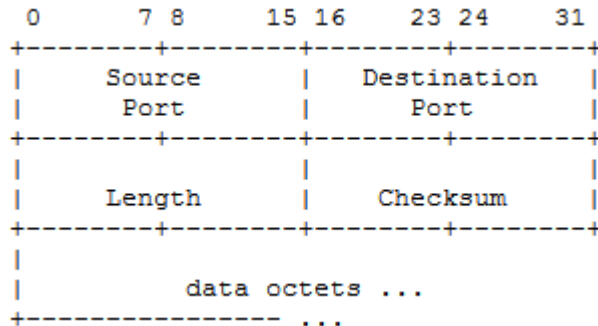 0      7 8     15 16    23 24    31
+--------+--------+--------+--------+
|     Source      |   Destination   |
|      Port       |      Port       |
+--------+--------+--------+--------+
|                 |                 |
|     Length      |    Checksum     |
+--------+--------+--------+--------+
|
|          data octets ...
+---------------- ...